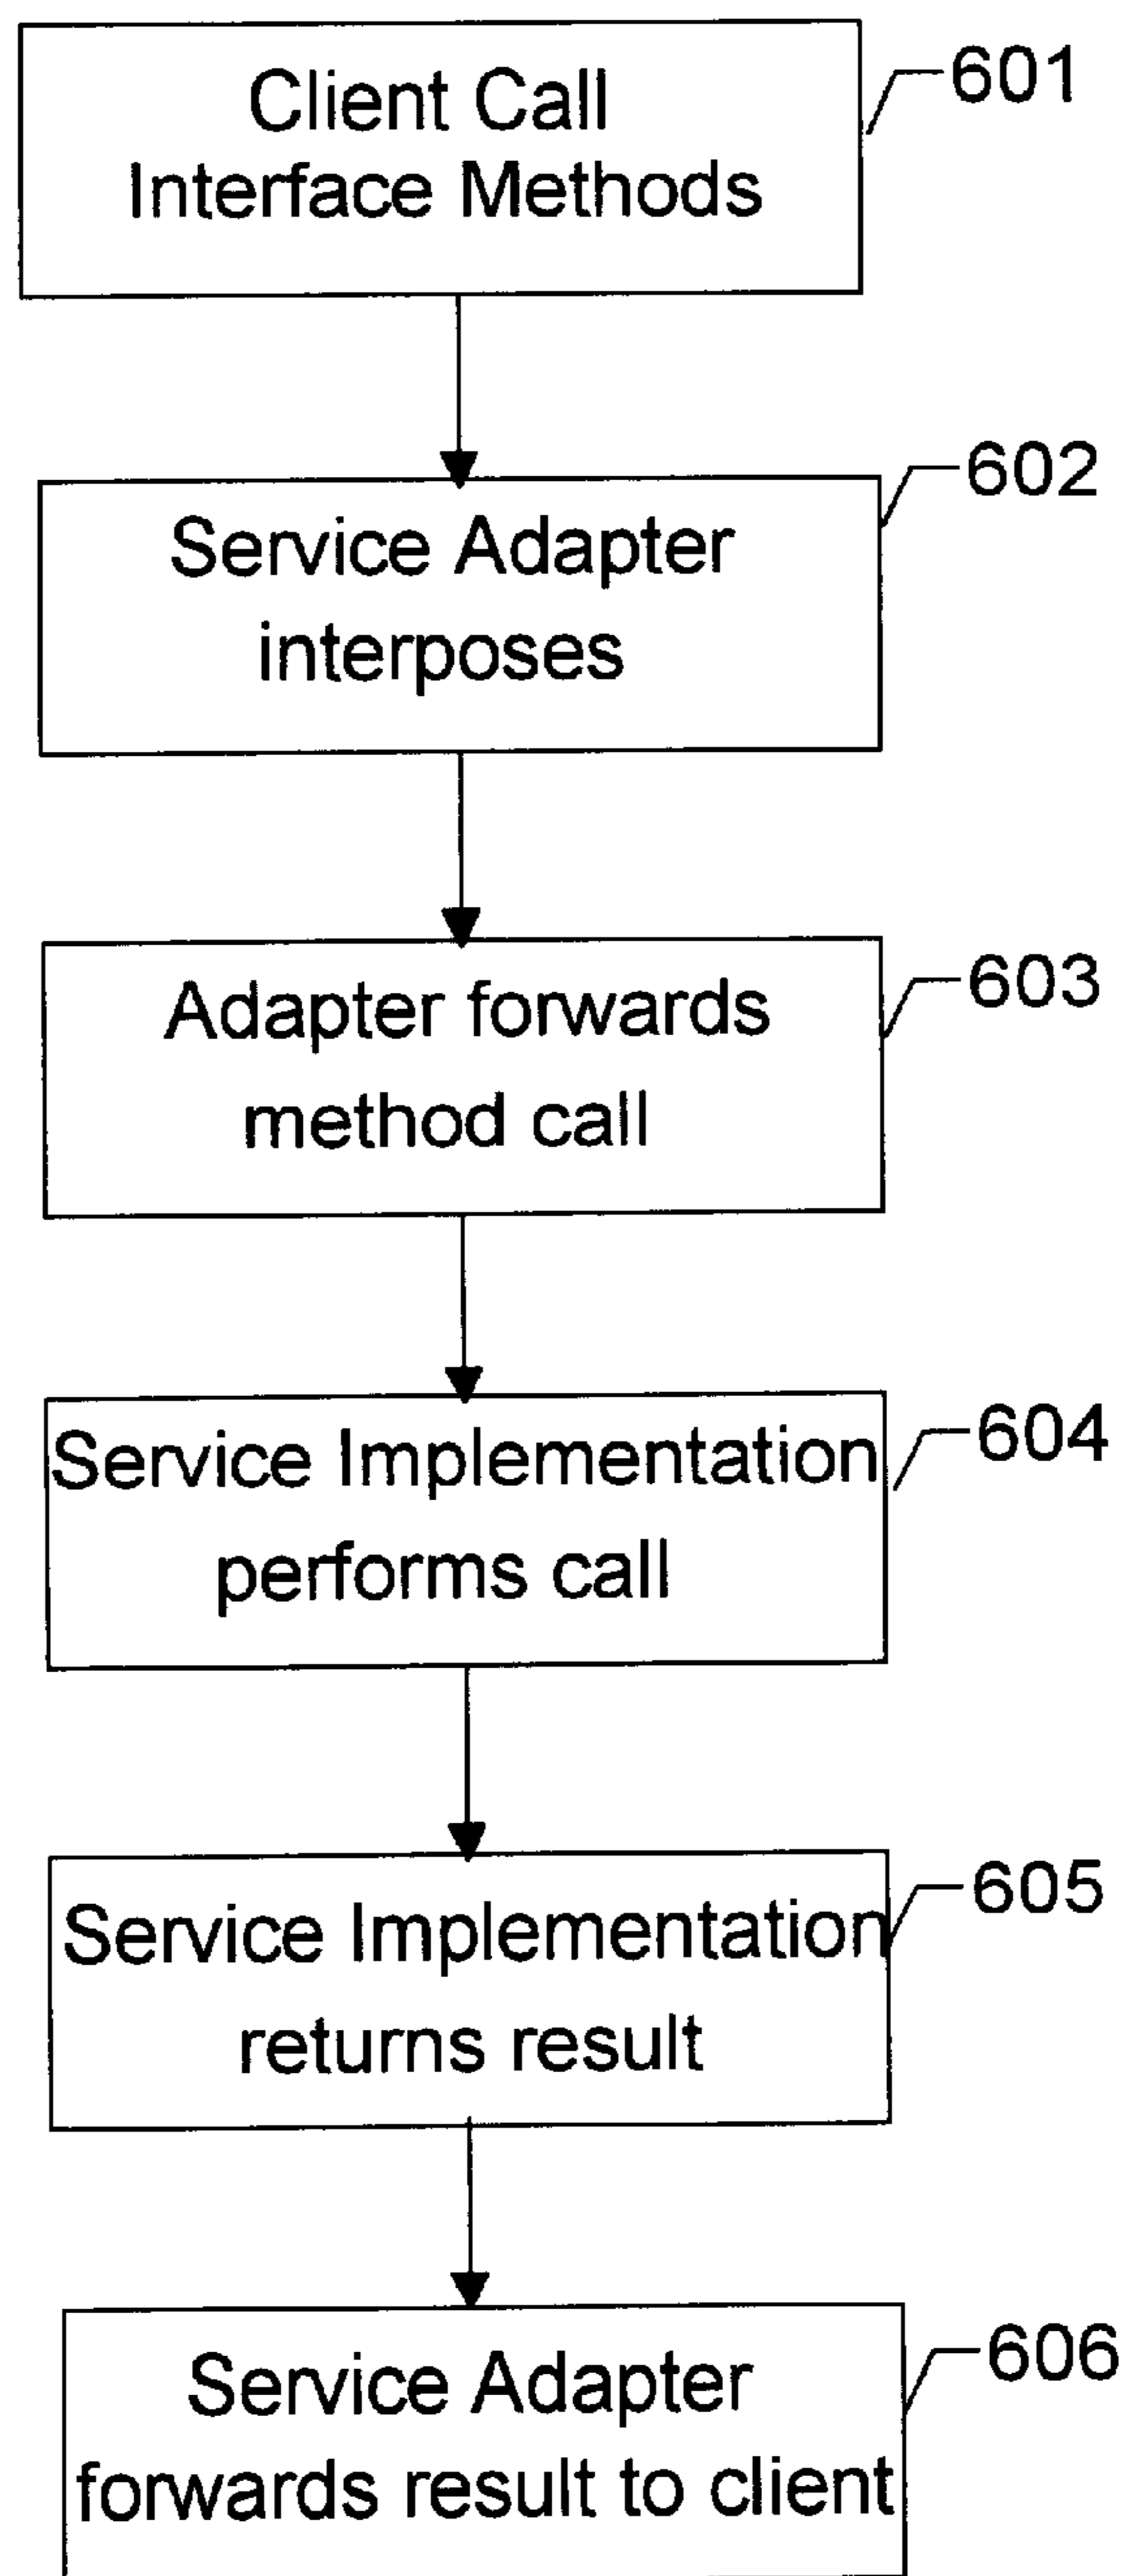 Client Call
Interface Methods
601
Service Adapter
interposes
602
Adapter forwards
method call
603
Service Implementation
performs call
604
Service Implementation
returns result
605
Service Adapter
forwards result to client
606